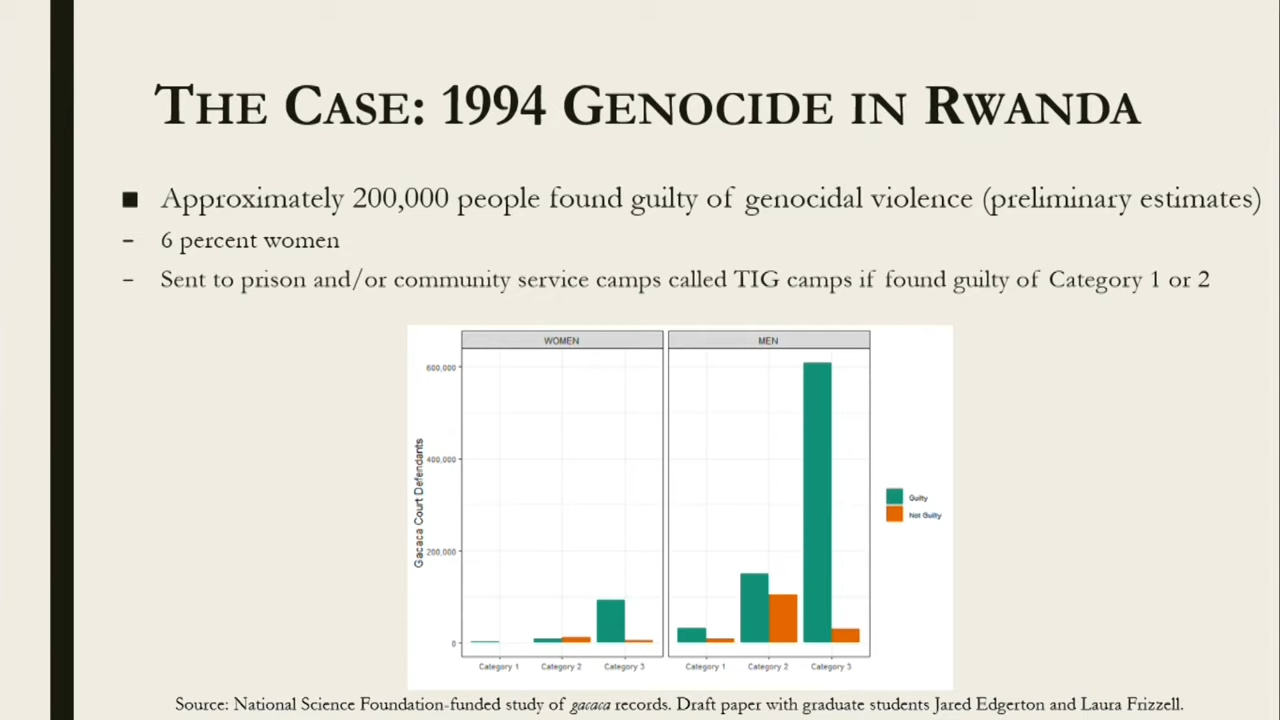 THE CASE: 1994 GENOCIDE IN RWANDA
■ Approximately 200,000 people found guilty of genocidal violence (preliminary estimates)
– 6 percent women
– Sent to prison and/or community service camps called TIG camps if found guilty of Category 1 or 2
WOMEN
MEN
Gacaca Court Defendants
600,000
400,000
200,000
0
Category 1 Category 2 Category 3
Category 1 Category 2 Category 3
Guilty
Not Guilty
Source: National Science Foundation-funded study of gacaca records. Draft paper with graduate students Jared Edgerton and Laura Frizzell.